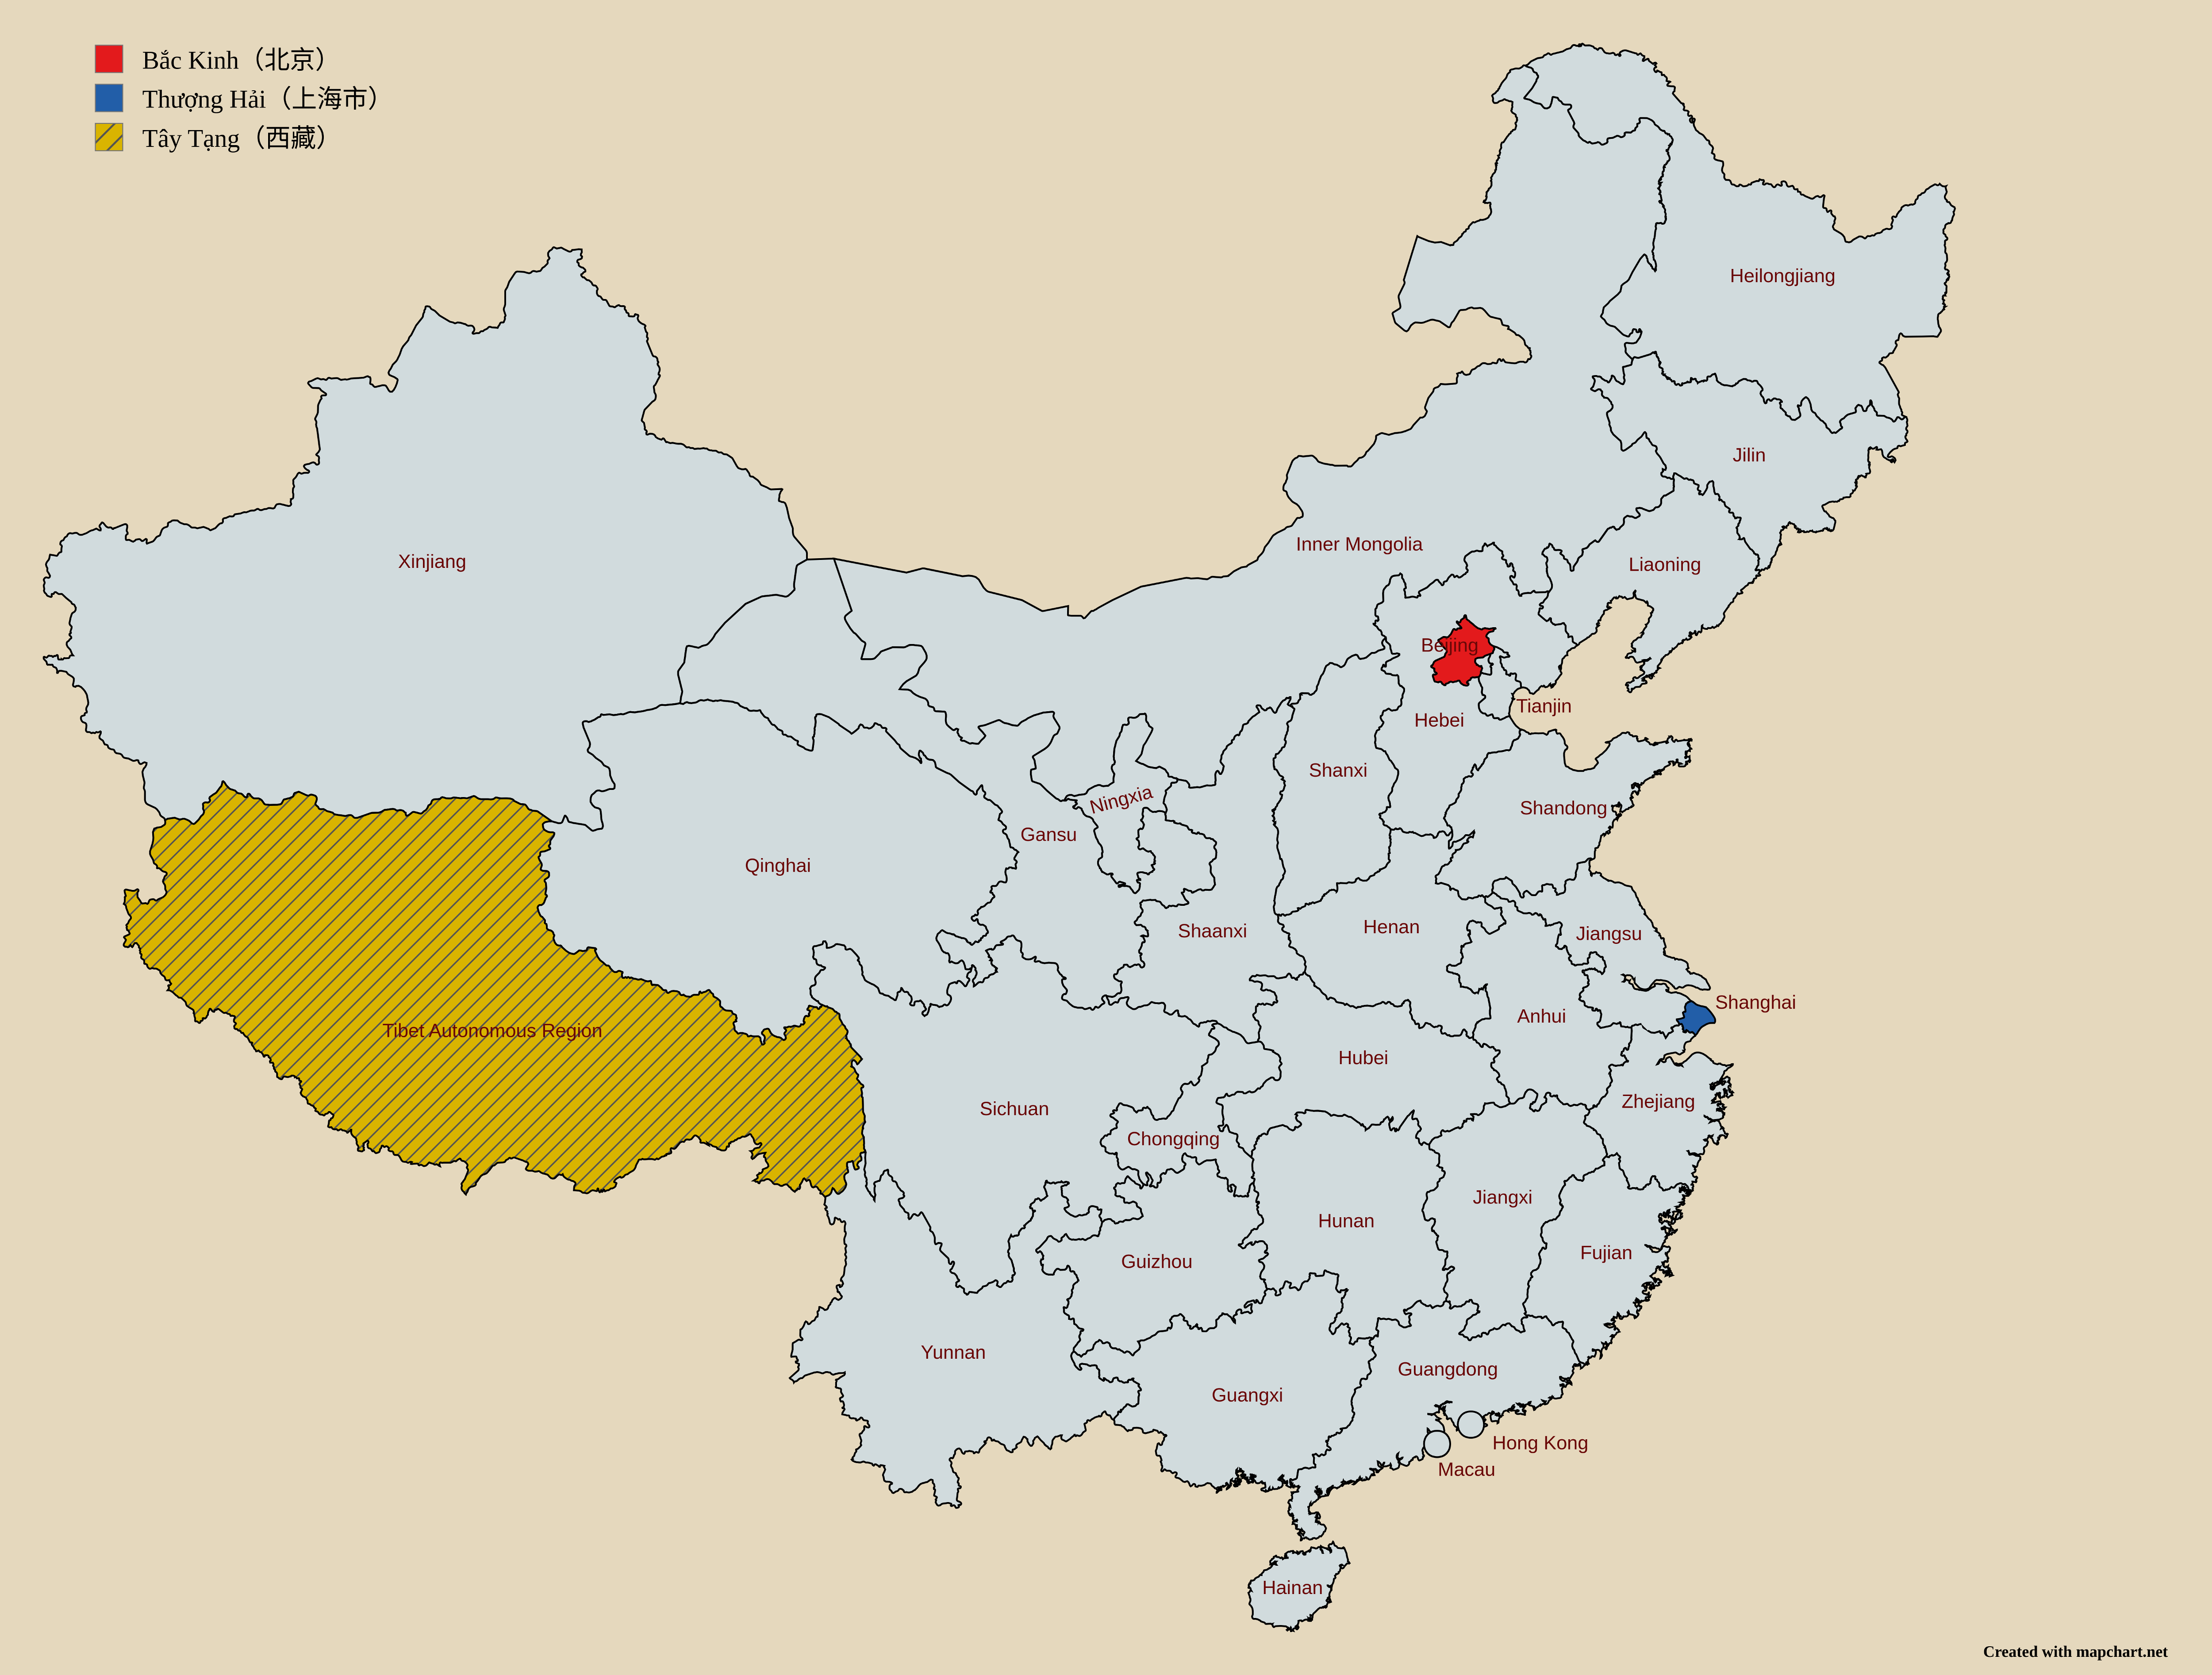 Bắc Kinh（北京）
Thượng Hải（上海市）
Tây Tạng（西藏）
Heilongjiang
Jilin
Inner Mongolia
Xinjiang
Liaoning
Beijing
Tianjin
Hebei
Shanxi
Ningxia
Shandong
Gansu
Qinghai
Shaanxi
Henan
Jiangsu
Shanghai
Anhui
Tibet Autonomous Region
Hubei
Zhejiang
Sichuan
Chongqing
Jiangxi
Hunan
Fujian
Guizhou
Yunnan
Guangdong
Guangxi
Hong Kong
Macau
Hainan
Created with mapchart.net